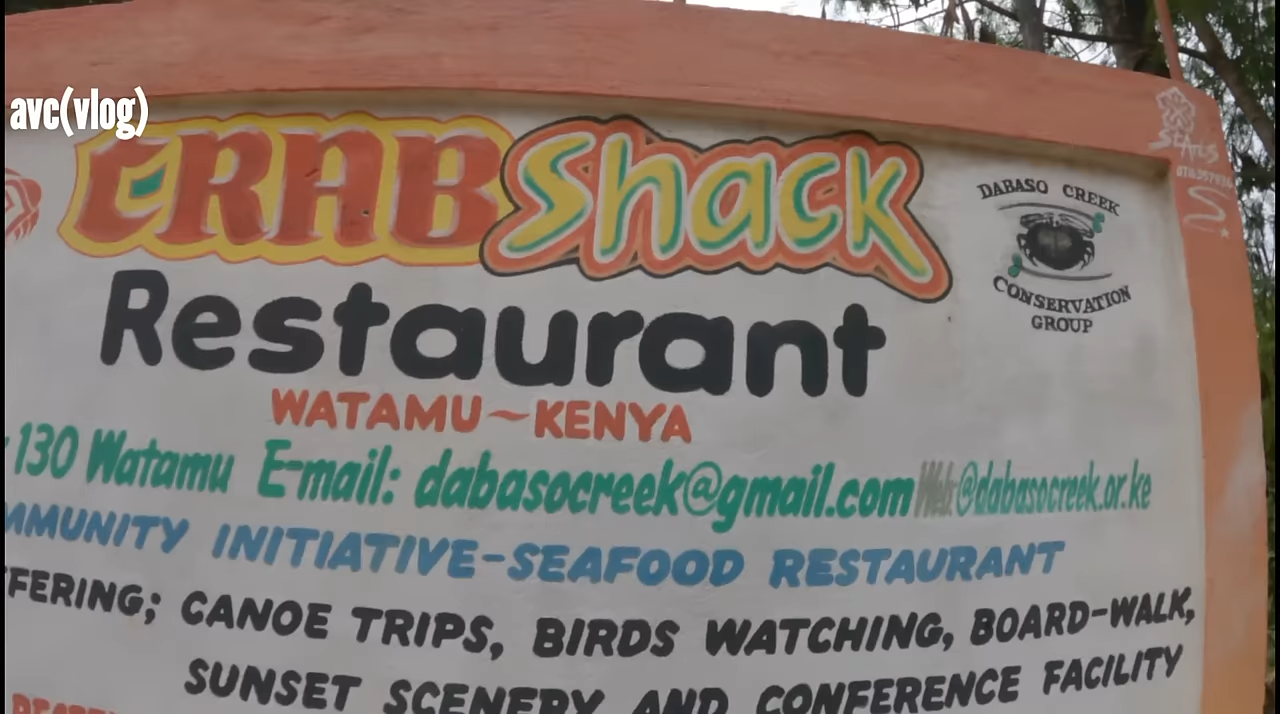 avc(vlog)
CRAB Shack
DABASO CREEK
CONSERVATION
GROUP
Restaurant
WATAMU~KENYA
130 Watamu E-mail: dabasocreek@gmail.com Web:@dabasocreek.or.ke
MMUNITY INITIATIVE-SEAFOOD RESTAURANT
FERING; CANOE TRIPS, BIRDS WATCHING, BOARD-WALK,
SUNSET SCENERY AND CONFERENCE FACILITY